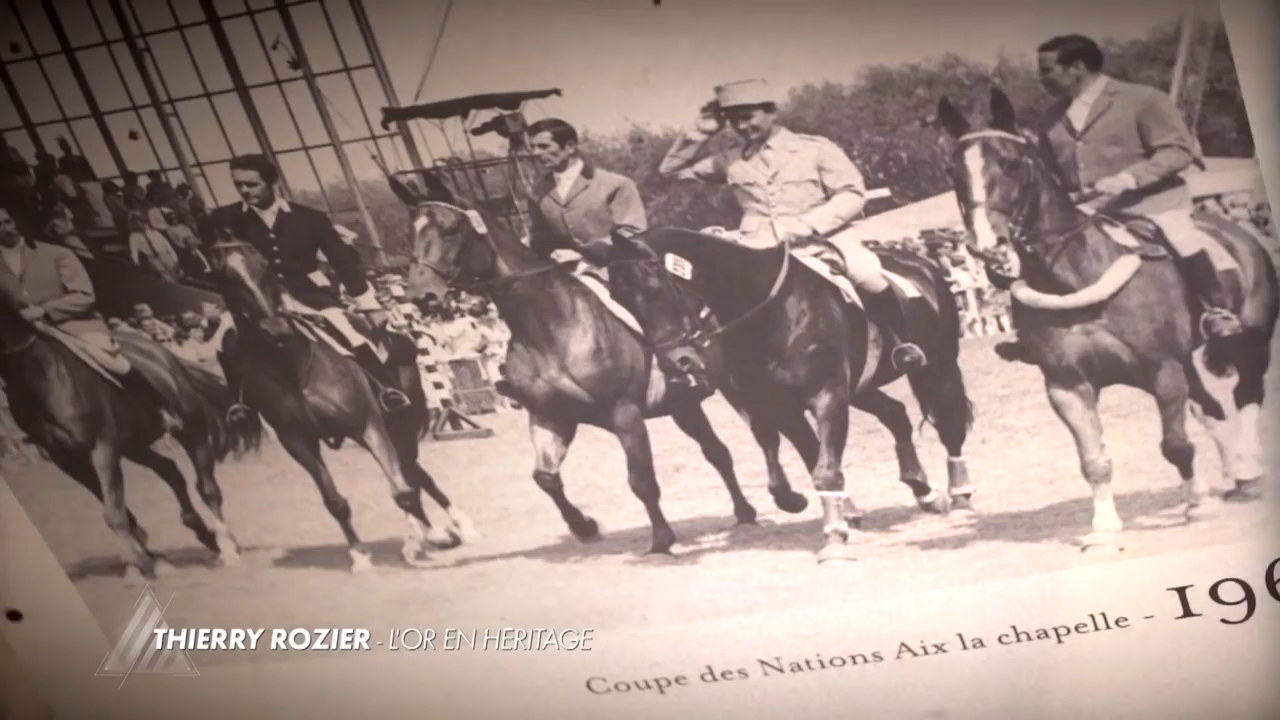 Coupe des Nations Aix la chapelle - 196
THIERRY ROZIER - L'OR EN HÉRITAGE